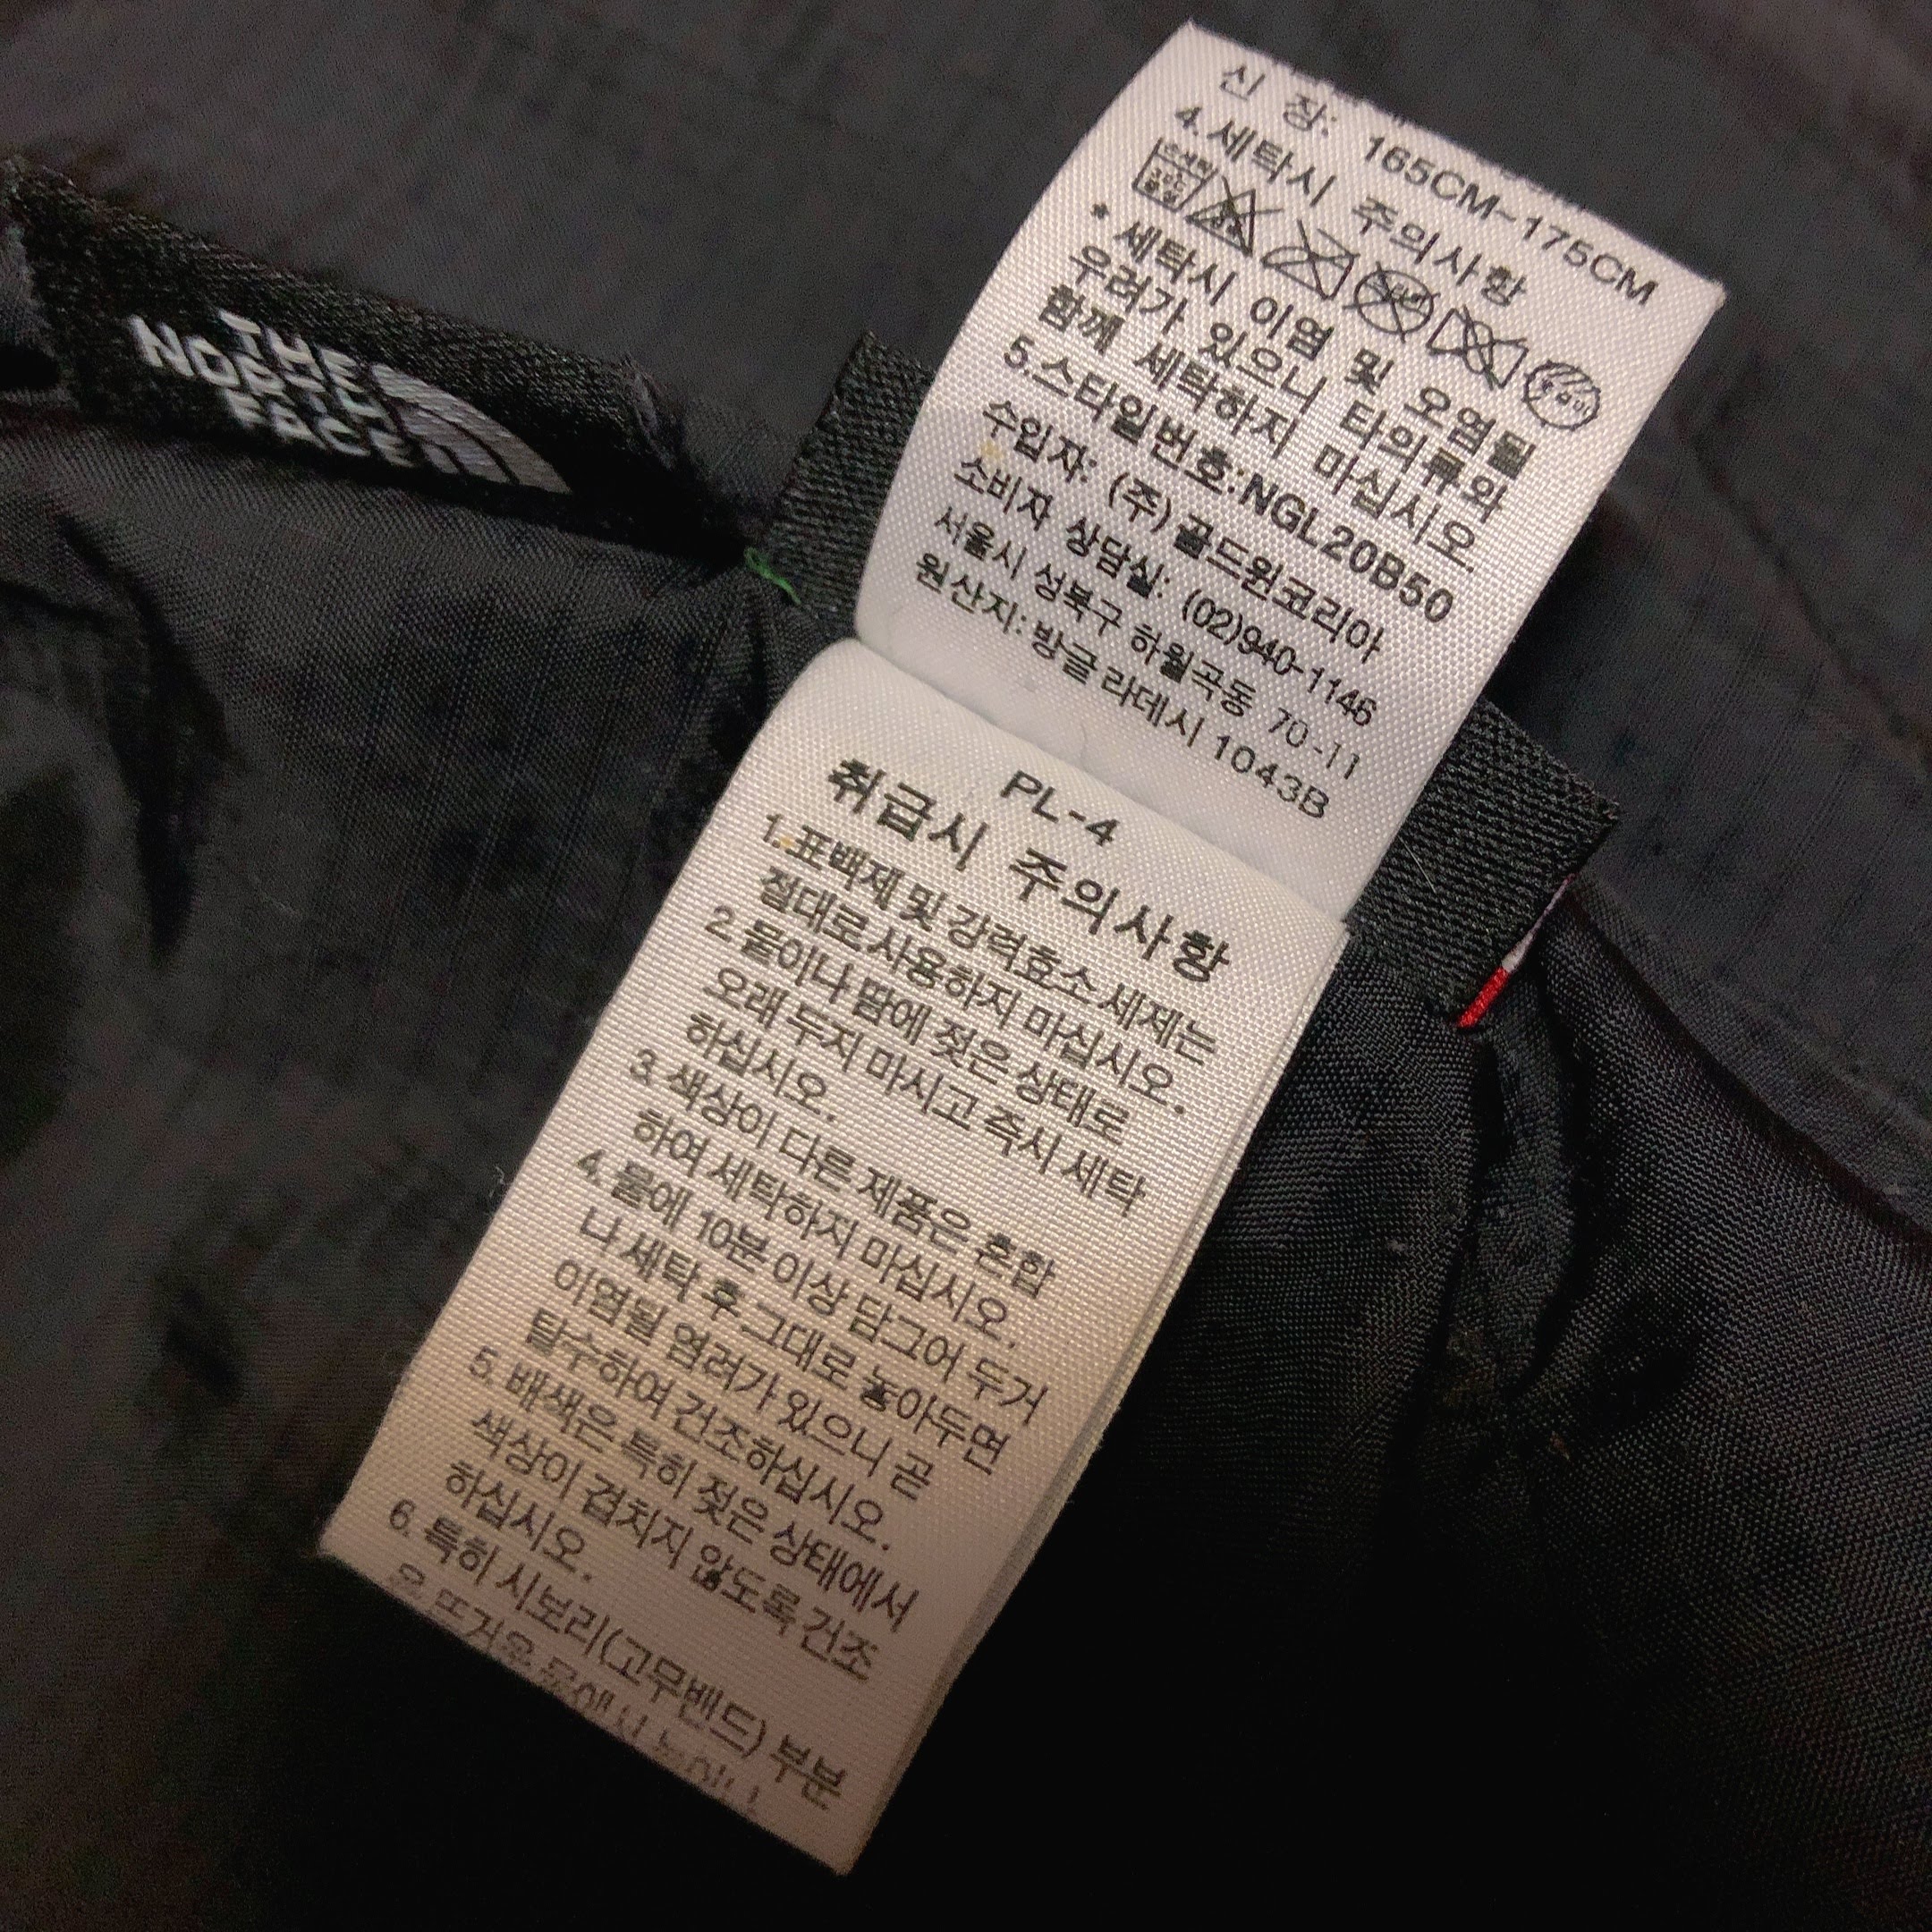 THE
NORTH
FACE
신 장: 165CM~175CM
4.세탁시 주의사항
* 세탁시 이염 및 오염될
우려가 있으니 타의류와
함께 세탁하지 마십시오.
5.스타일번호:NGL20B50
수입자: (주)골드윈코리아
소비자 상담실: (02)940-1146
서울시 성북구 하월곡동 70-11
원산지: 방글라데시 1043B
PL-4
취급시 주의사항
1. 표백제 및 강력효소 세제는
절대로 사용하지 마십시오.
2. 물이나 땀에 젖은 상태로
오래 두지 마시고 즉시 세탁
하십시오.
3. 색상이 다른 제품은 혼합
하여 세탁하지 마십시오.
4. 물에 10분 이상 담그어 두거
나 세탁 후 그대로 놓아두면
이염될 염려가 있으니 곧
탈수하여 건조하십시오.
5. 배색은 특히 젖은 상태에서
색상이 겹치지 않도록 건조
하십시오.
6. 특히 시보리(고무밴드) 부분
은 뜨거운 물에서